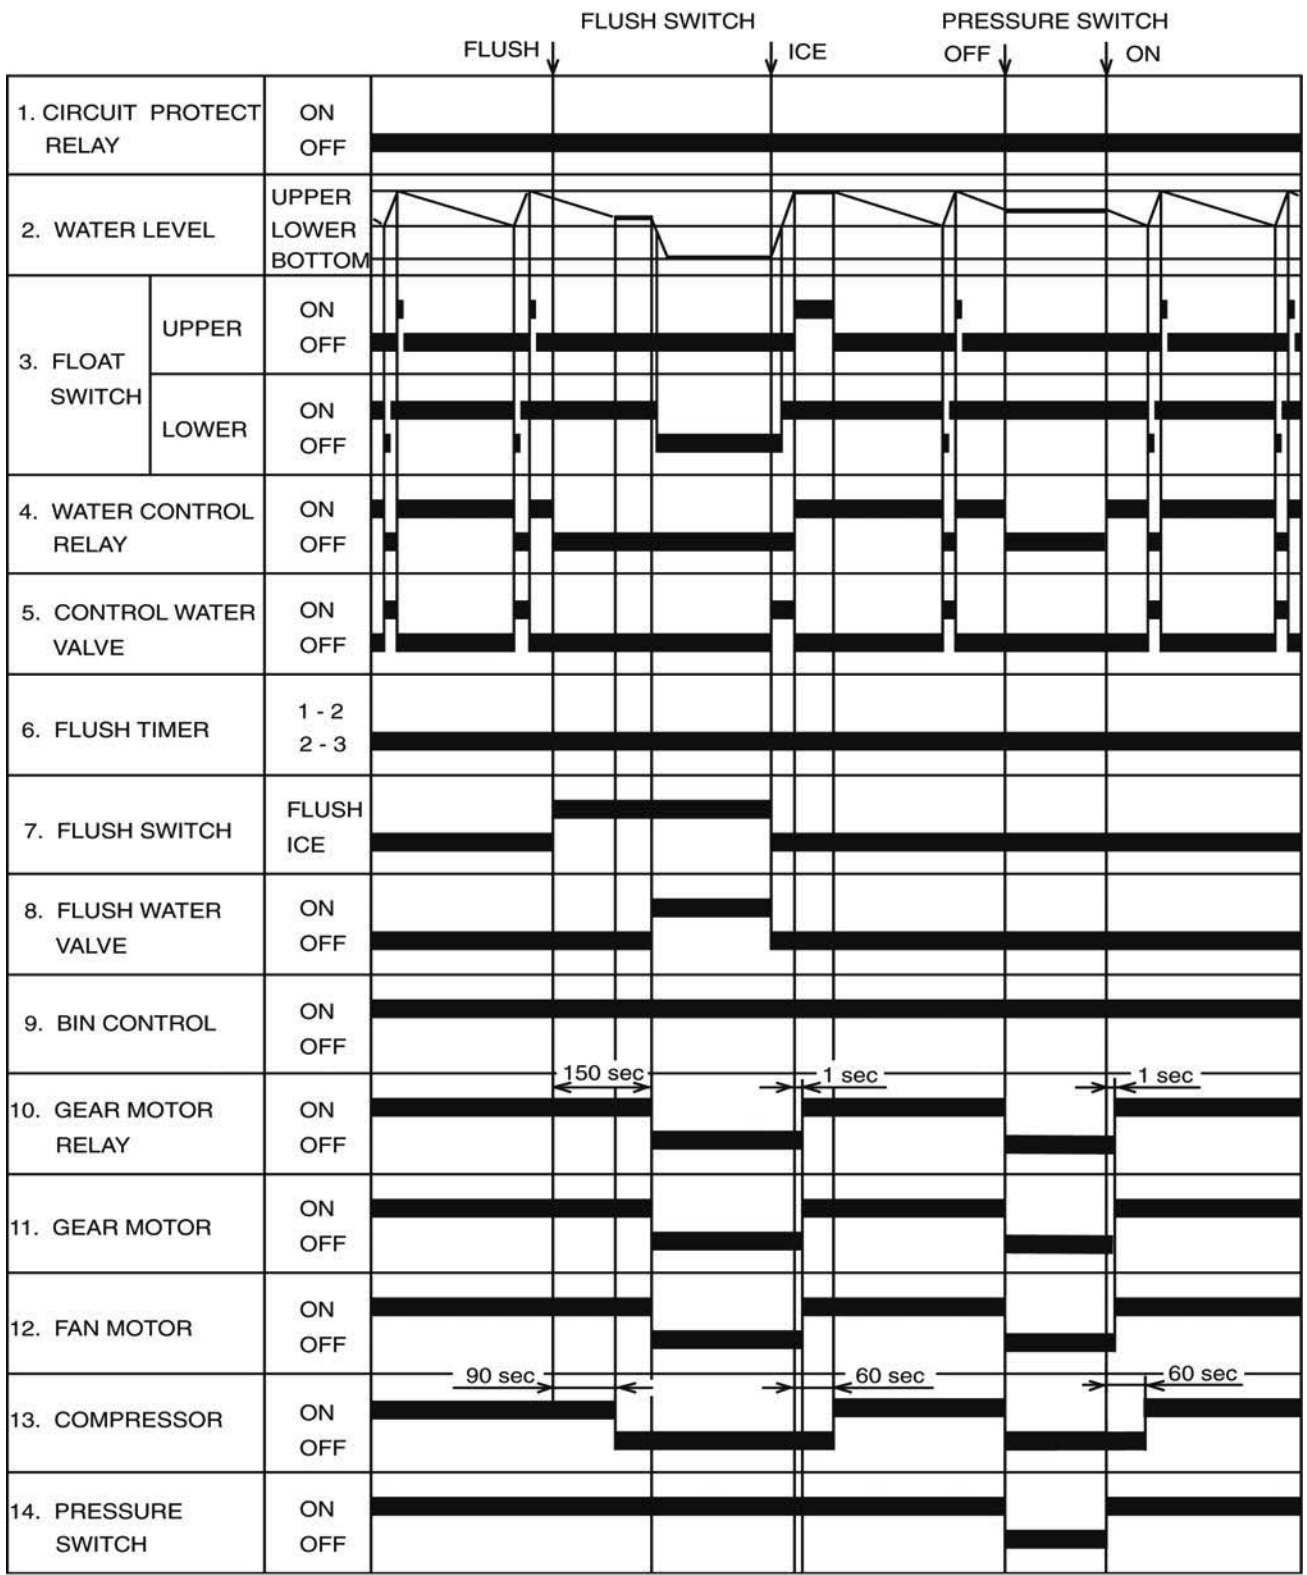 FLUSH SWITCH
PRESSURE SWITCH
FLUSH
ICE
OFF
ON
1. CIRCUIT PROTECT
RELAY
ON
OFF
2. WATER LEVEL
UPPER
LOWER
BOTTOM
3. FLOAT
SWITCH
UPPER
ON
OFF
LOWER
ON
OFF
4. WATER CONTROL
RELAY
ON
OFF
5. CONTROL WATER
VALVE
ON
OFF
6. FLUSH TIMER
1 - 2
2 - 3
7. FLUSH SWITCH
FLUSH
ICE
8. FLUSH WATER
VALVE
ON
OFF
9. BIN CONTROL
ON
OFF
150 sec
1 sec
1 sec
10. GEAR MOTOR
RELAY
ON
OFF
11. GEAR MOTOR
ON
OFF
12. FAN MOTOR
ON
OFF
90 sec
60 sec
60 sec
13. COMPRESSOR
ON
OFF
14. PRESSURE
SWITCH
ON
OFF